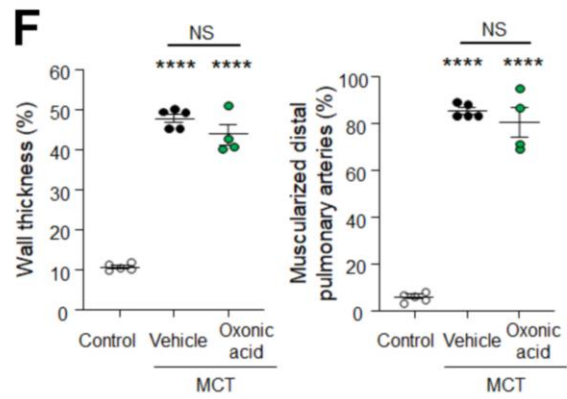 F
NS
**** ****
Wall thickness (%)
60
50
40
30
20
10
0
Control Vehicle Oxonic
acid
MCT
NS
**** ****
Muscularized distal
pulmonary arteries (%)
100
80
60
40
20
0
Control Vehicle Oxonic
acid
MCT